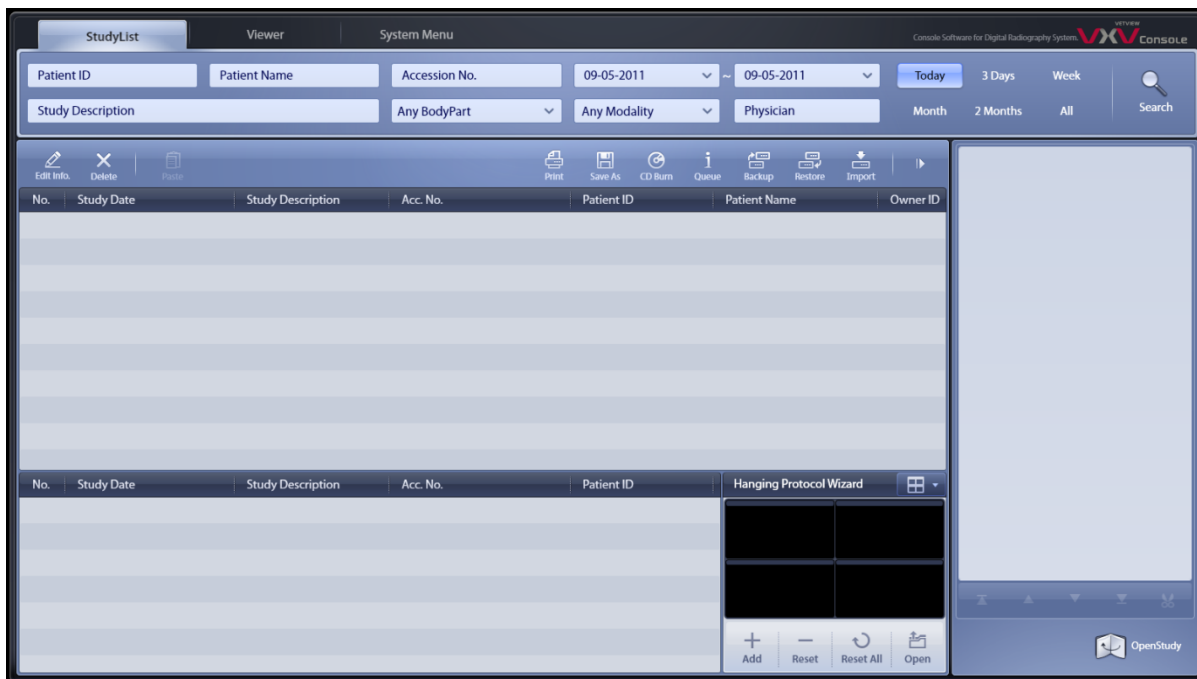 StudyList Viewer System Menu Console Software for Digital Radiography System. VETVIEW VXV Console
Patient ID Patient Name Accession No. 09-05-2011 ~ 09-05-2011 Today 3 Days Week
Study Description Any BodyPart Any Modality Physician Month 2 Months All Search
Edit Info. Delete Paste Print Save As CD Burn Queue Backup Restore Import
No. Study Date Study Description Acc. No. Patient ID Patient Name Owner ID
No. Study Date Study Description Acc. No. Patient ID Hanging Protocol Wizard
Add Reset Reset All Open
OpenStudy